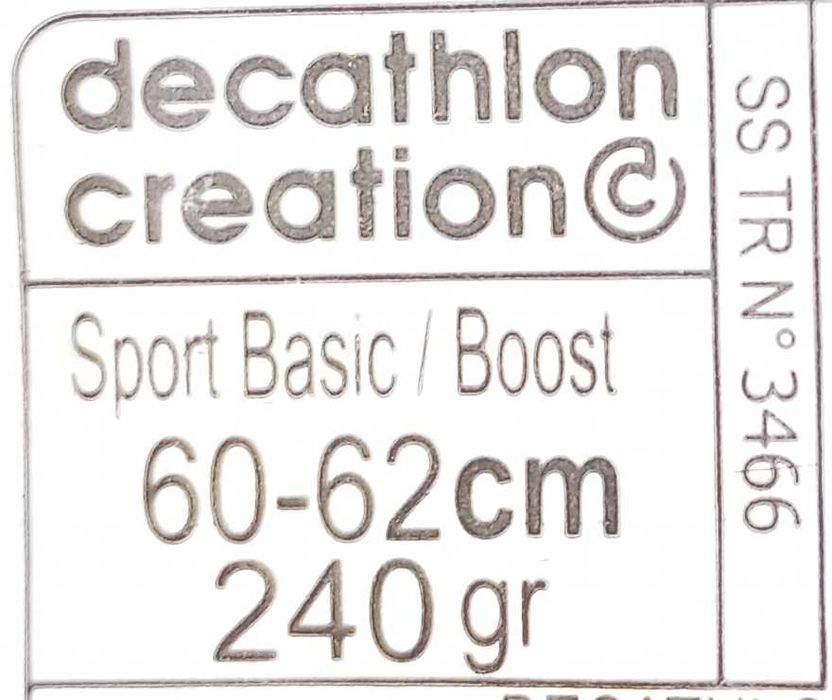 decathlon
creation©
Sport Basic / Boost
60-62cm
240 gr
SS TR N° 3466